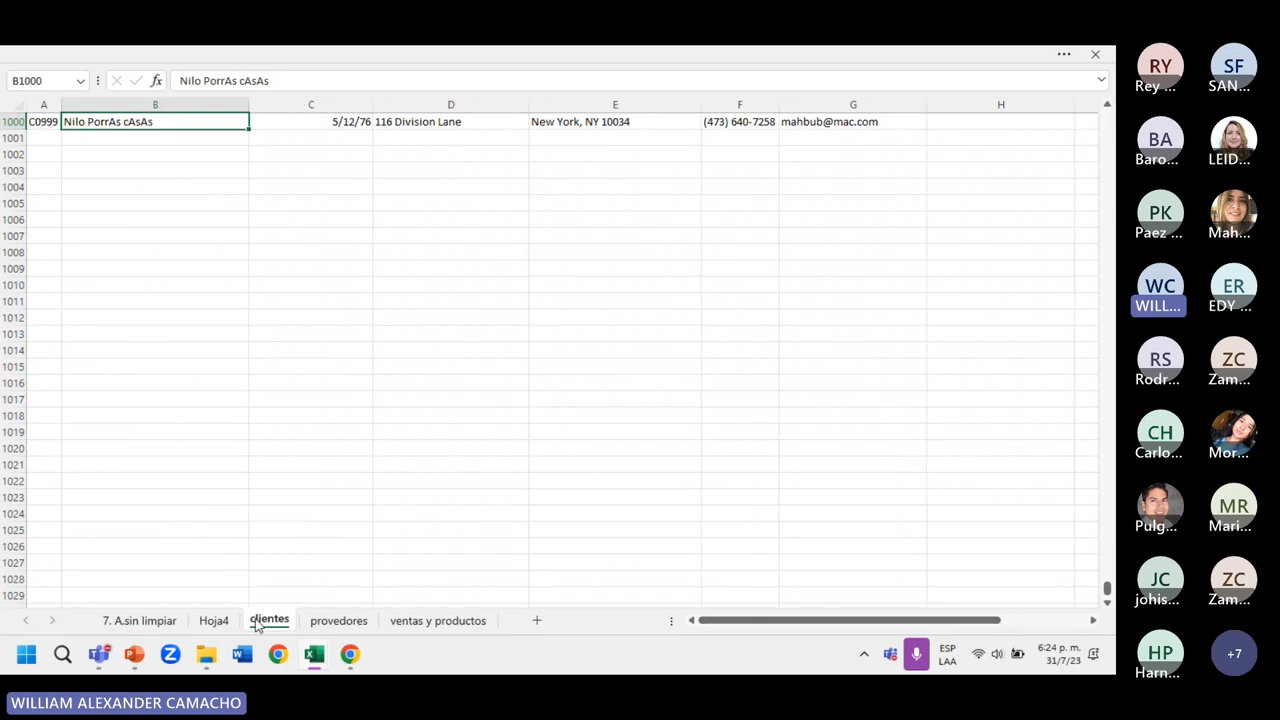 B1000
fx
Nilo PorrAs cAsAs
A B C D E F G H
1000 C0999 Nilo PorrAs cAsAs 5/12/76 116 Division Lane New York, NY 10034 (473) 640-7258 mahbub@mac.com
1001
1002
1003
1004
1005
1006
1007
1008
1009
1010
1011
1012
1013
1014
1015
1016
1017
1018
1019
1020
1021
1022
1023
1024
1025
1026
1027
1028
1029
7. A.sin limpiar Hoja4 clientes provedores ventas y productos
ESP
LAA
6:24 p. m.
31/7/23
WILLIAM ALEXANDER CAMACHO
RY SF
Rey ... SAN...
BA
Baro... LEID...
PK
Paez ... Mah...
WC ER
WILL... EDY ...
RS ZC
Rodr... Zam...
CH
Carlo... Mor...
MR
Pulg... Mari...
JC ZC
johis... Zam...
HP +7
Harn...